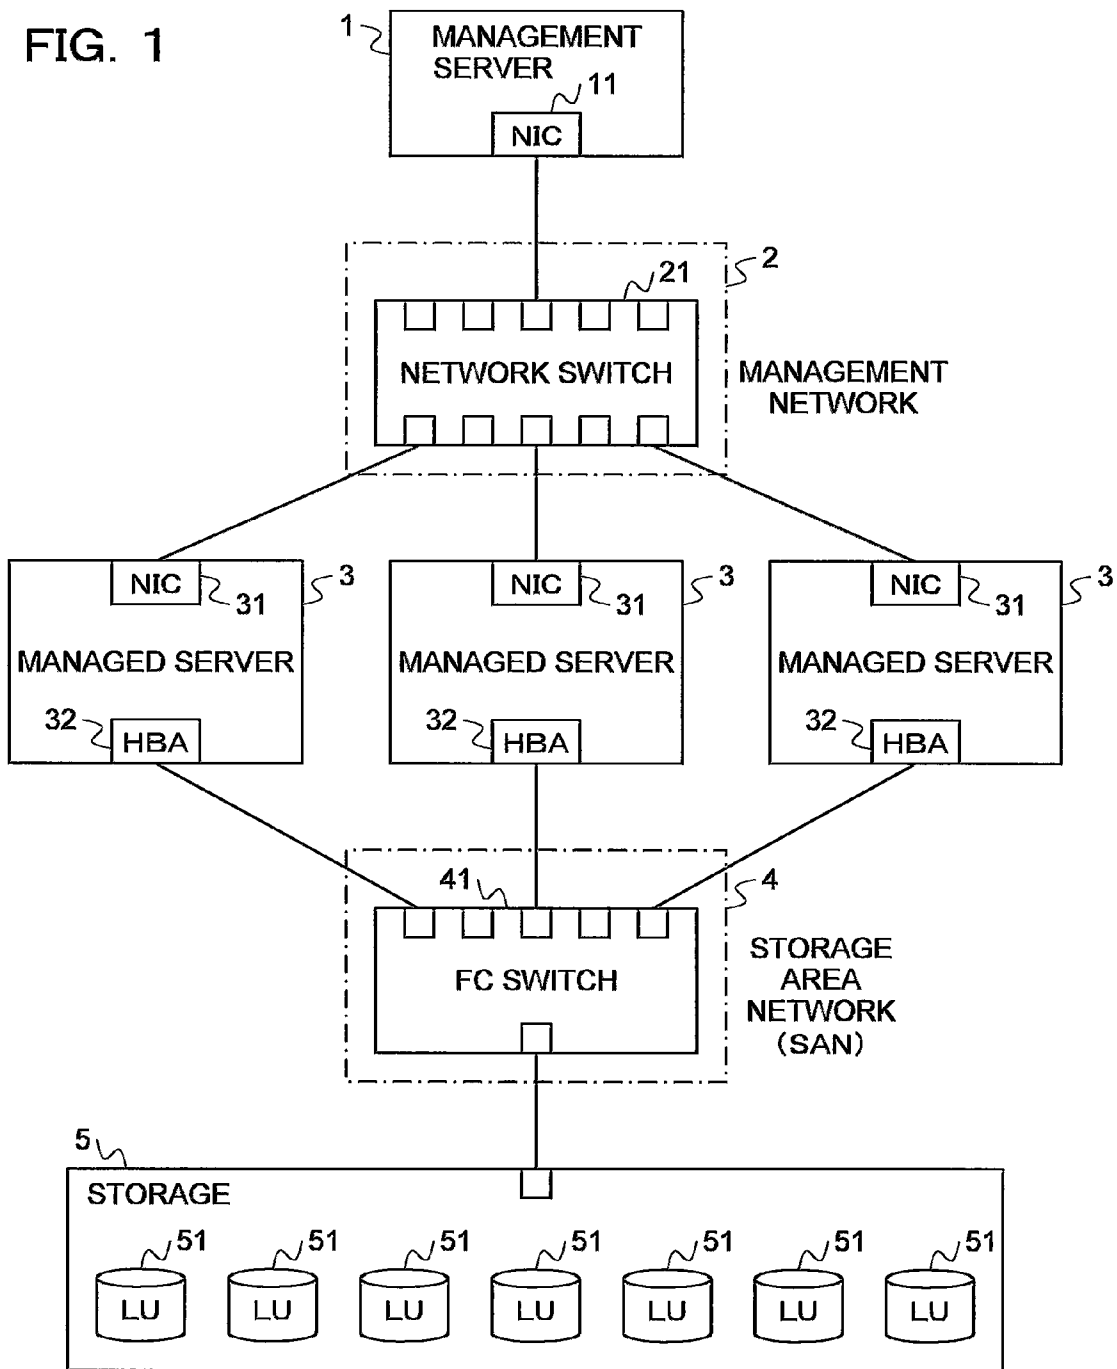 FIG. 1
1
MANAGEMENT
SERVER
11
NIC
2
21
NETWORK SWITCH
MANAGEMENT
NETWORK
NIC
31
3
NIC
31
3
NIC
31
3
MANAGED SERVER
MANAGED SERVER
MANAGED SERVER
32
HBA
32
HBA
32
HBA
41
4
FC SWITCH
STORAGE
AREA
NETWORK
(SAN)
5
STORAGE
51
51
51
51
51
51
51
LU
LU
LU
LU
LU
LU
LU